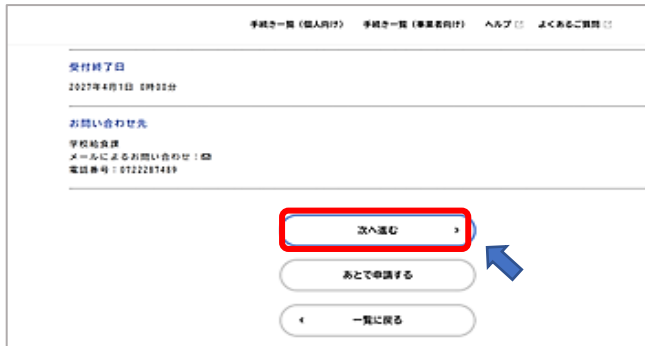 手続き一覧（個人向け） 手続き一覧（事業者向け） ヘルプ よくあるご質問
受付終了日
2027年4月1日 0時00分
お問い合わせ先
学校給食課
メールによるお問い合わせ：
電話番号：0722287489
次へ進む
あとで申請する
一覧に戻る